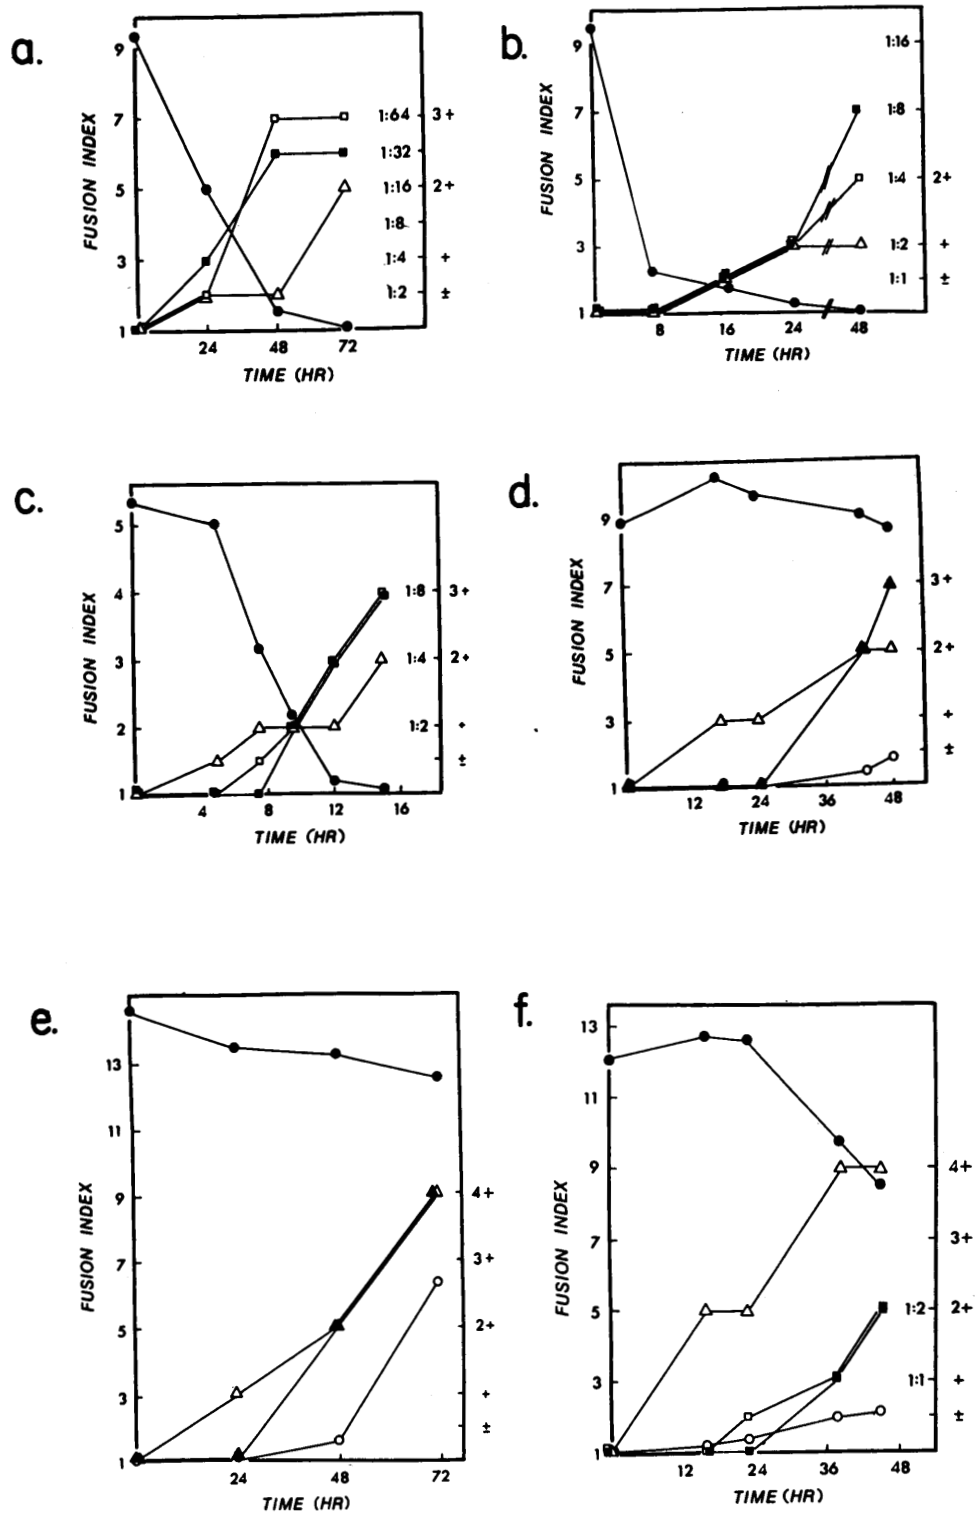 a.
FUSION INDEX
9
7
5
3
1
1:64 3+
1:32
1:16 2+
1:8
1:4 +
1:2 ±
24 48 72
TIME (HR)
b.
FUSION INDEX
9
7
5
3
1
1:16
1:8
1:4 2+
1:2 +
1:1 ±
8 16 24 48
TIME (HR)
c.
FUSION INDEX
5
4
3
2
1
1:8 3+
1:4 2+
1:2 +
±
4 8 12 16
TIME (HR)
d.
FUSION INDEX
9
7
5
3
1
3+
2+
+
±
12 24 36 48
TIME (HR)
e.
FUSION INDEX
13
11
9
7
5
3
1
4+
3+
2+
+
±
24 48 72
TIME (HR)
f.
FUSION INDEX
13
11
9
7
5
3
1
4+
3+
1:2 2+
1:1 +
±
12 24 36 48
TIME (HR)